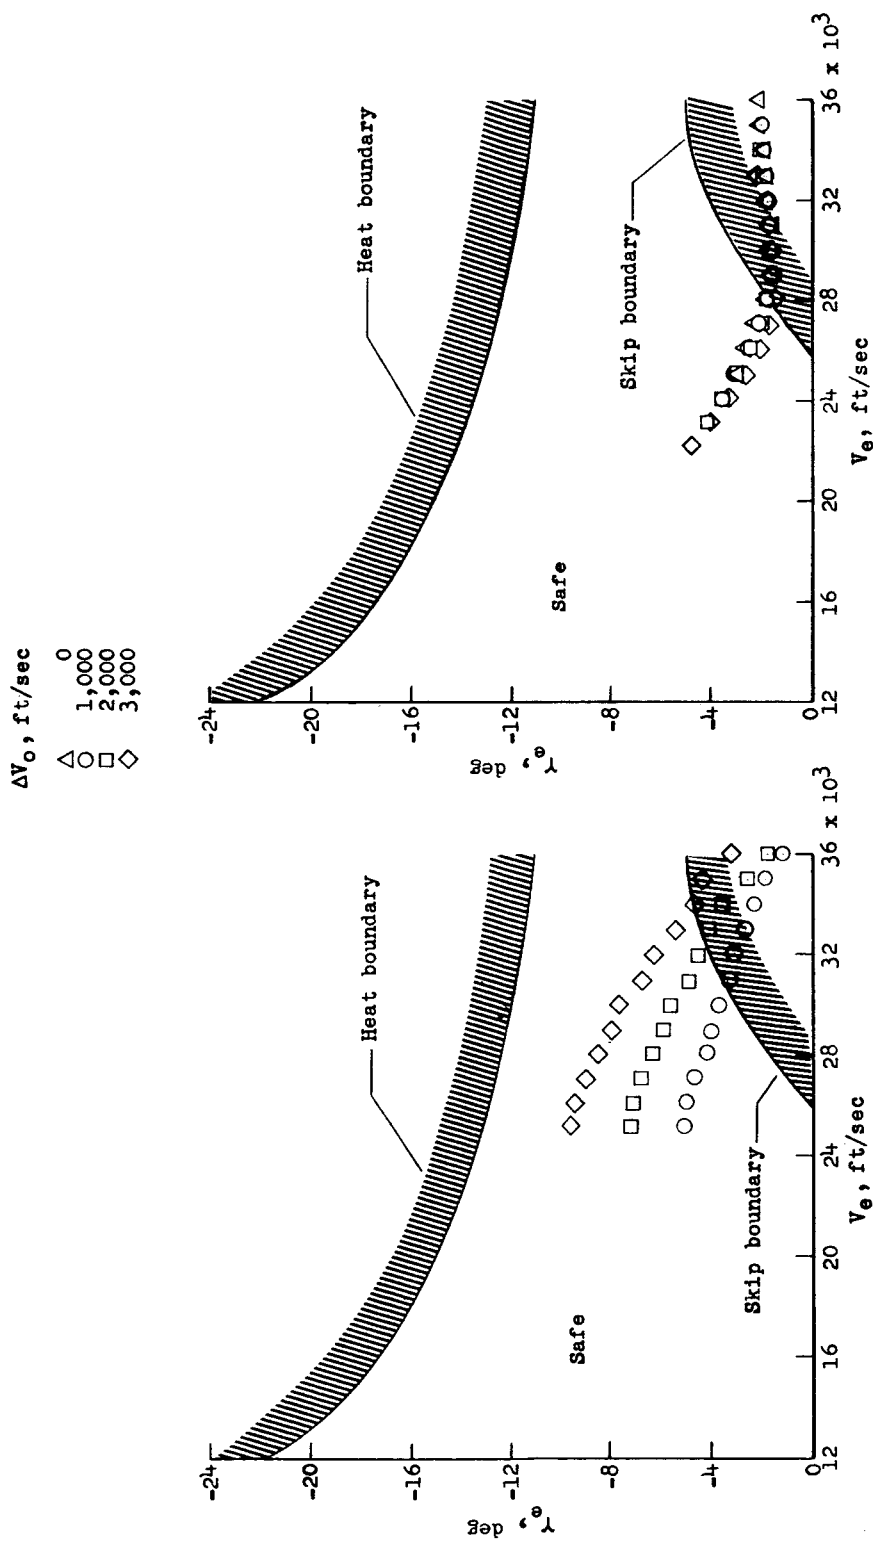 ΔV₀, ft/sec
△ 0
○ 1,000
□ 2,000
◇ 3,000
-24
-20
-16
-12
-8
-4
0
γe, deg
Heat boundary
Safe
Skip boundary
12 16 20 24 28 32 36 x 10³
Ve, ft/sec
-24
-20
-16
-12
-8
-4
0
γe, deg
Heat boundary
Safe
Skip boundary
12 16 20 24 28 32 36 x 10³
Ve, ft/sec